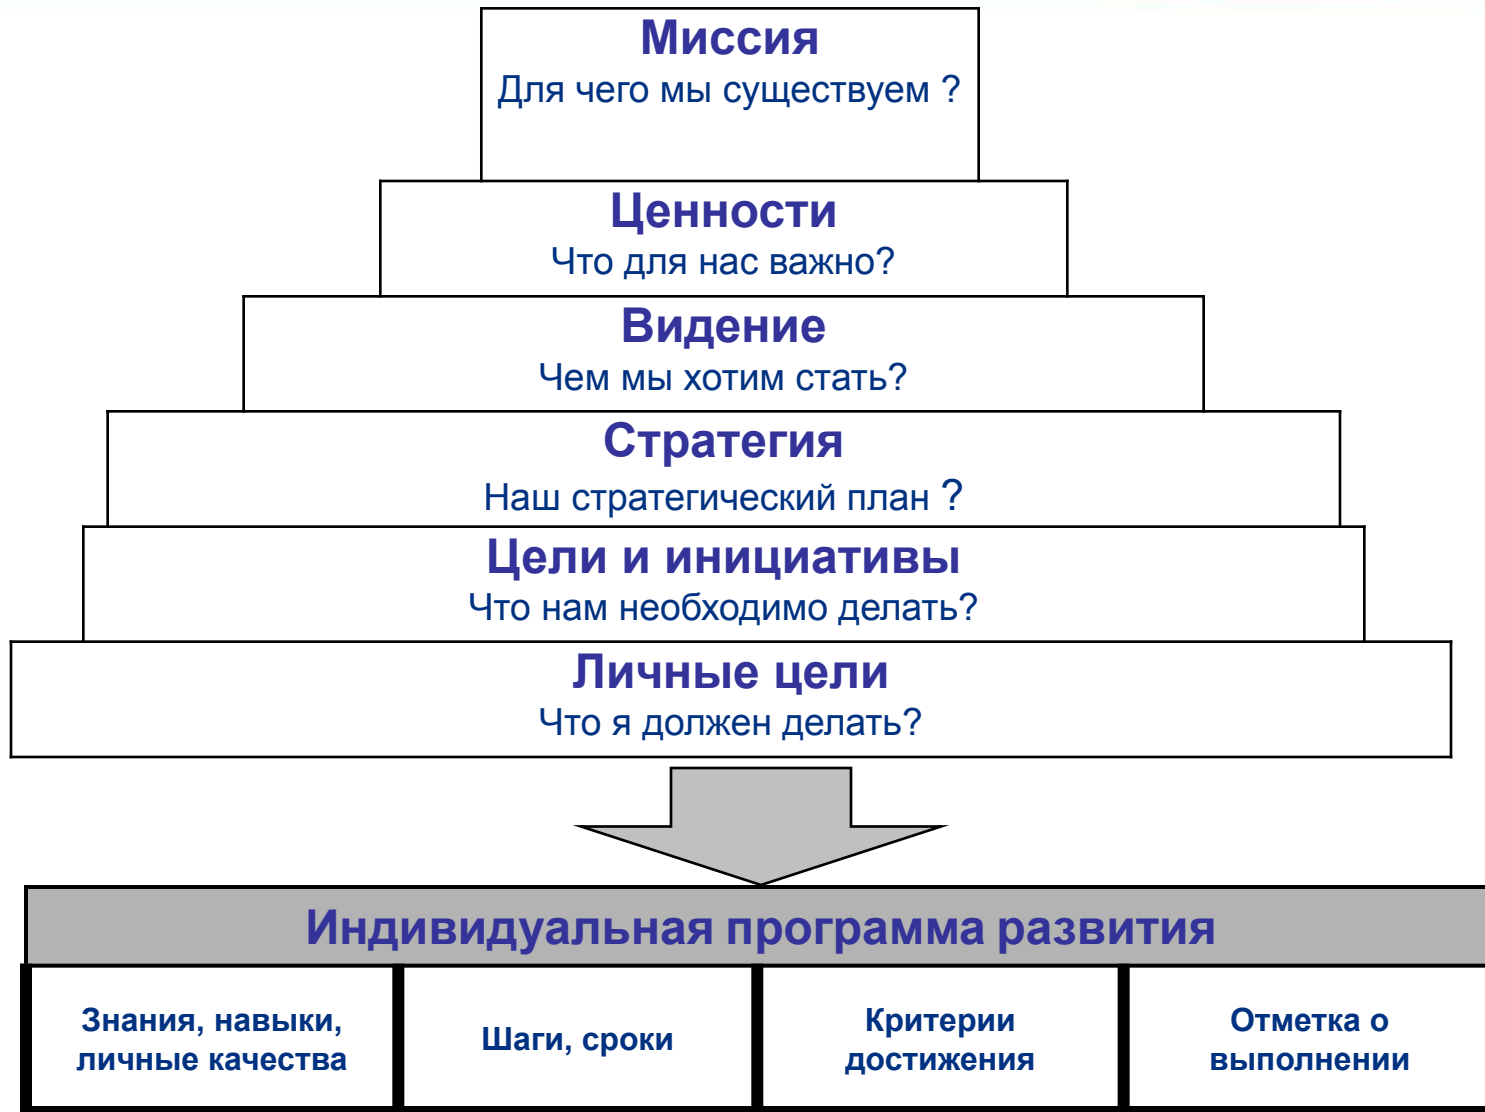 Миссия
Для чего мы существуем ?
Ценности
Что для нас важно?
Видение
Чем мы хотим стать?
Стратегия
Наш стратегический план ?
Цели и инициативы
Что нам необходимо делать?
Личные цели
Что я должен делать?
Индивидуальная программа развития
Знания, навыки,
личные качества
Шаги, сроки
Критерии
достижения
Отметка о
выполнении